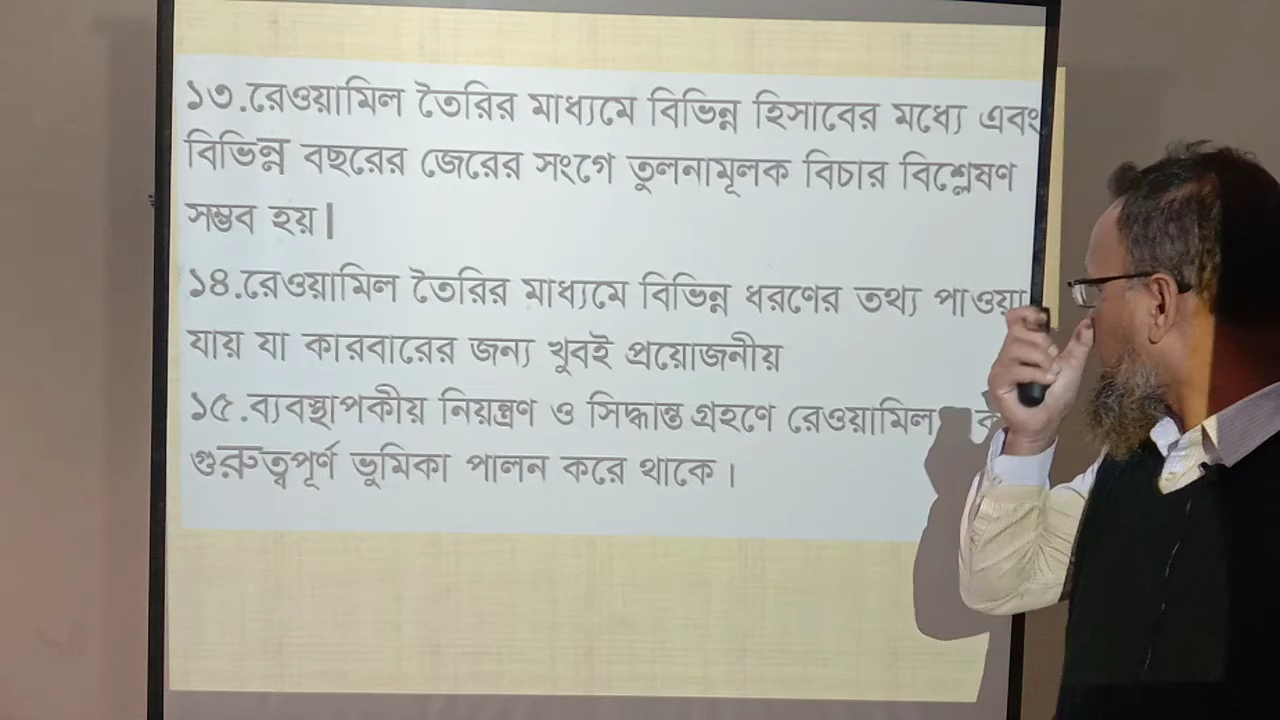 ১৩.রেওয়ামিল তৈরির মাধ্যমে বিভিন্ন হিসাবের মধ্যে এবং
বিভিন্ন বছরের জেরের সংগে তুলনামূলক বিচার বিশ্লেষণ
সম্ভব হয়|
১৪.রেওয়ামিল তৈরির মাধ্যমে বিভিন্ন ধরণের তথ্য পাওয়া
যায় যা কারবারের জন্য খুবই প্রয়োজনীয়
১৫.ব্যবস্থাপকীয় নিয়ন্ত্রণ ও সিদ্ধান্ত গ্রহণে রেওয়ামিল
গুরুত্বপূর্ণ ভূমিকা পালন করে থাকে।